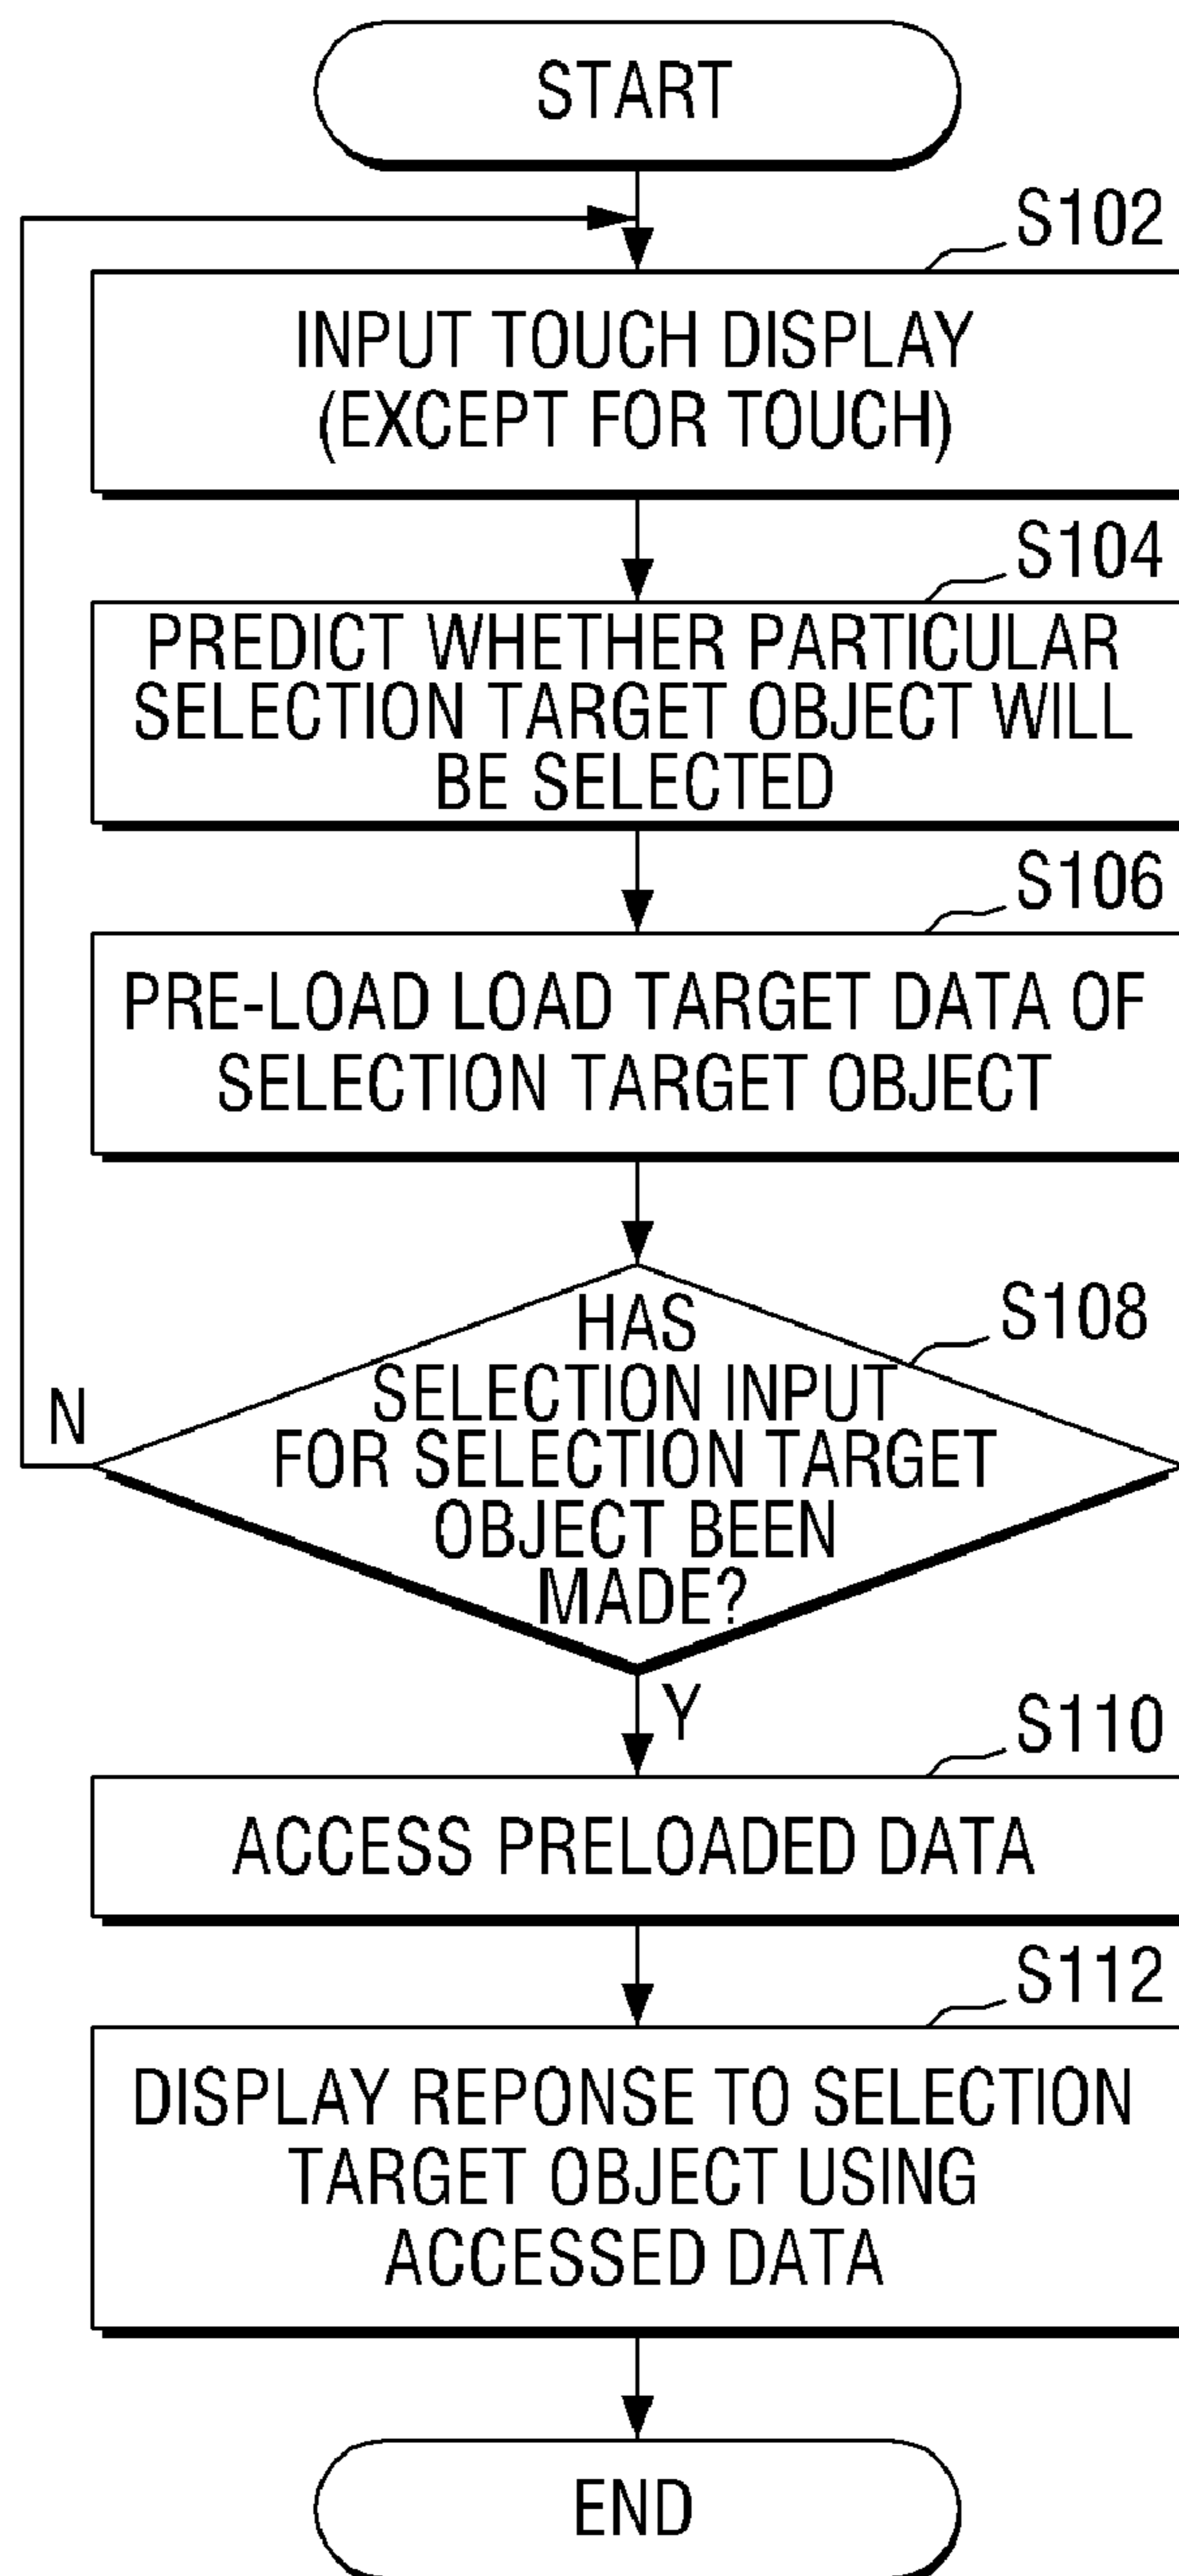 START
S102
INPUT TOUCH DISPLAY
(EXCEPT FOR TOUCH)
S104
PREDICT WHETHER PARTICULAR
SELECTION TARGET OBJECT WILL
BE SELECTED
S106
PRE-LOAD LOAD TARGET DATA OF
SELECTION TARGET OBJECT
S108
HAS
SELECTION INPUT
FOR SELECTION TARGET
OBJECT BEEN
MADE?
N
Y
S110
ACCESS PRELOADED DATA
S112
DISPLAY REPONSE TO SELECTION
TARGET OBJECT USING
ACCESSED DATA
END